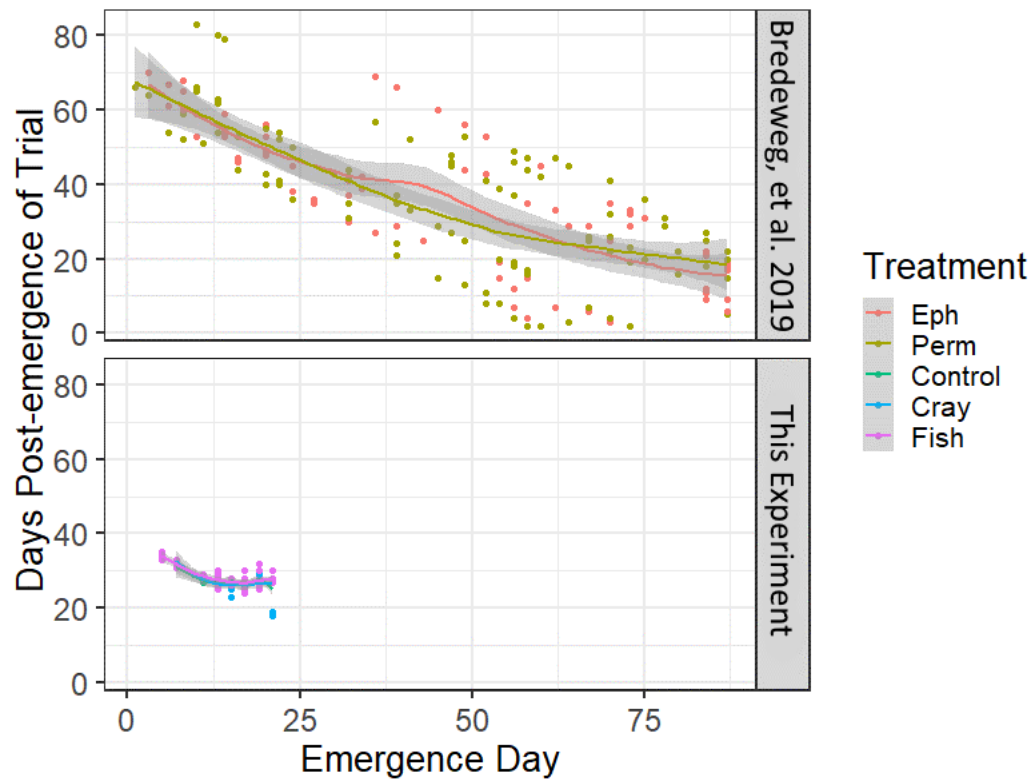 Days Post-emergence of Trial
80
60
40
20
0
Bredeweg, et al. 2019
80
60
40
20
0
This Experiment
0 25 50 75
Emergence Day
Treatment
Eph
Perm
Control
Cray
Fish